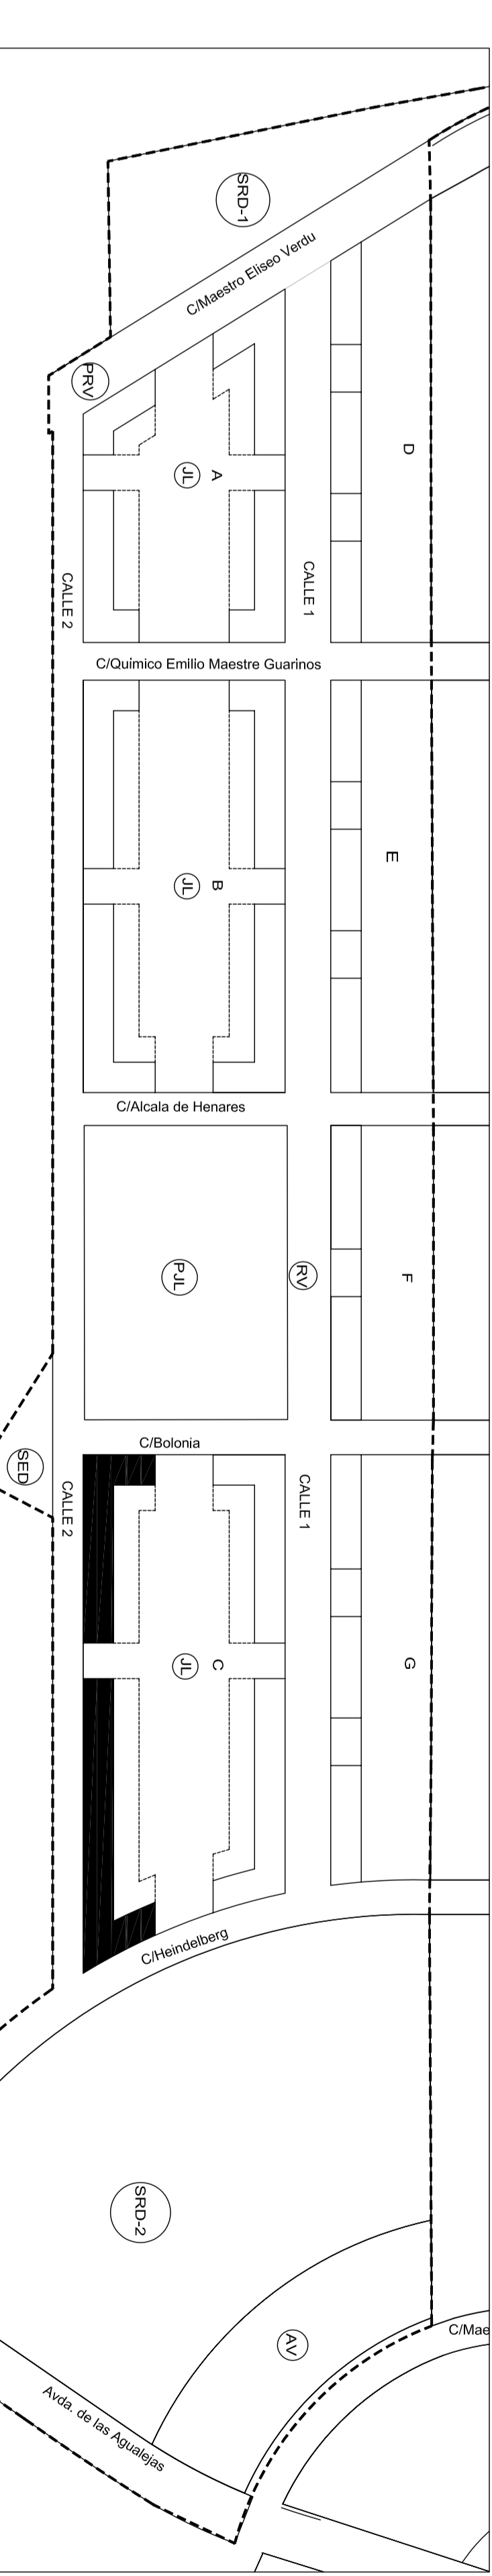 SRD-1
C/Maestro Eliseo Verdu
PRV
D
A
JL
CALLE 1
CALLE 2
C/Quimico Emilio Maestre Guarinos
E
B
JL
C/Alcala de Henares
F
PJL
RV
C/Bolonia
SED
CALLE 2
CALLE 1
G
C
JL
C/Heindelberg
SRD-2
AV
C/Mae
Avda. de las Agualejas